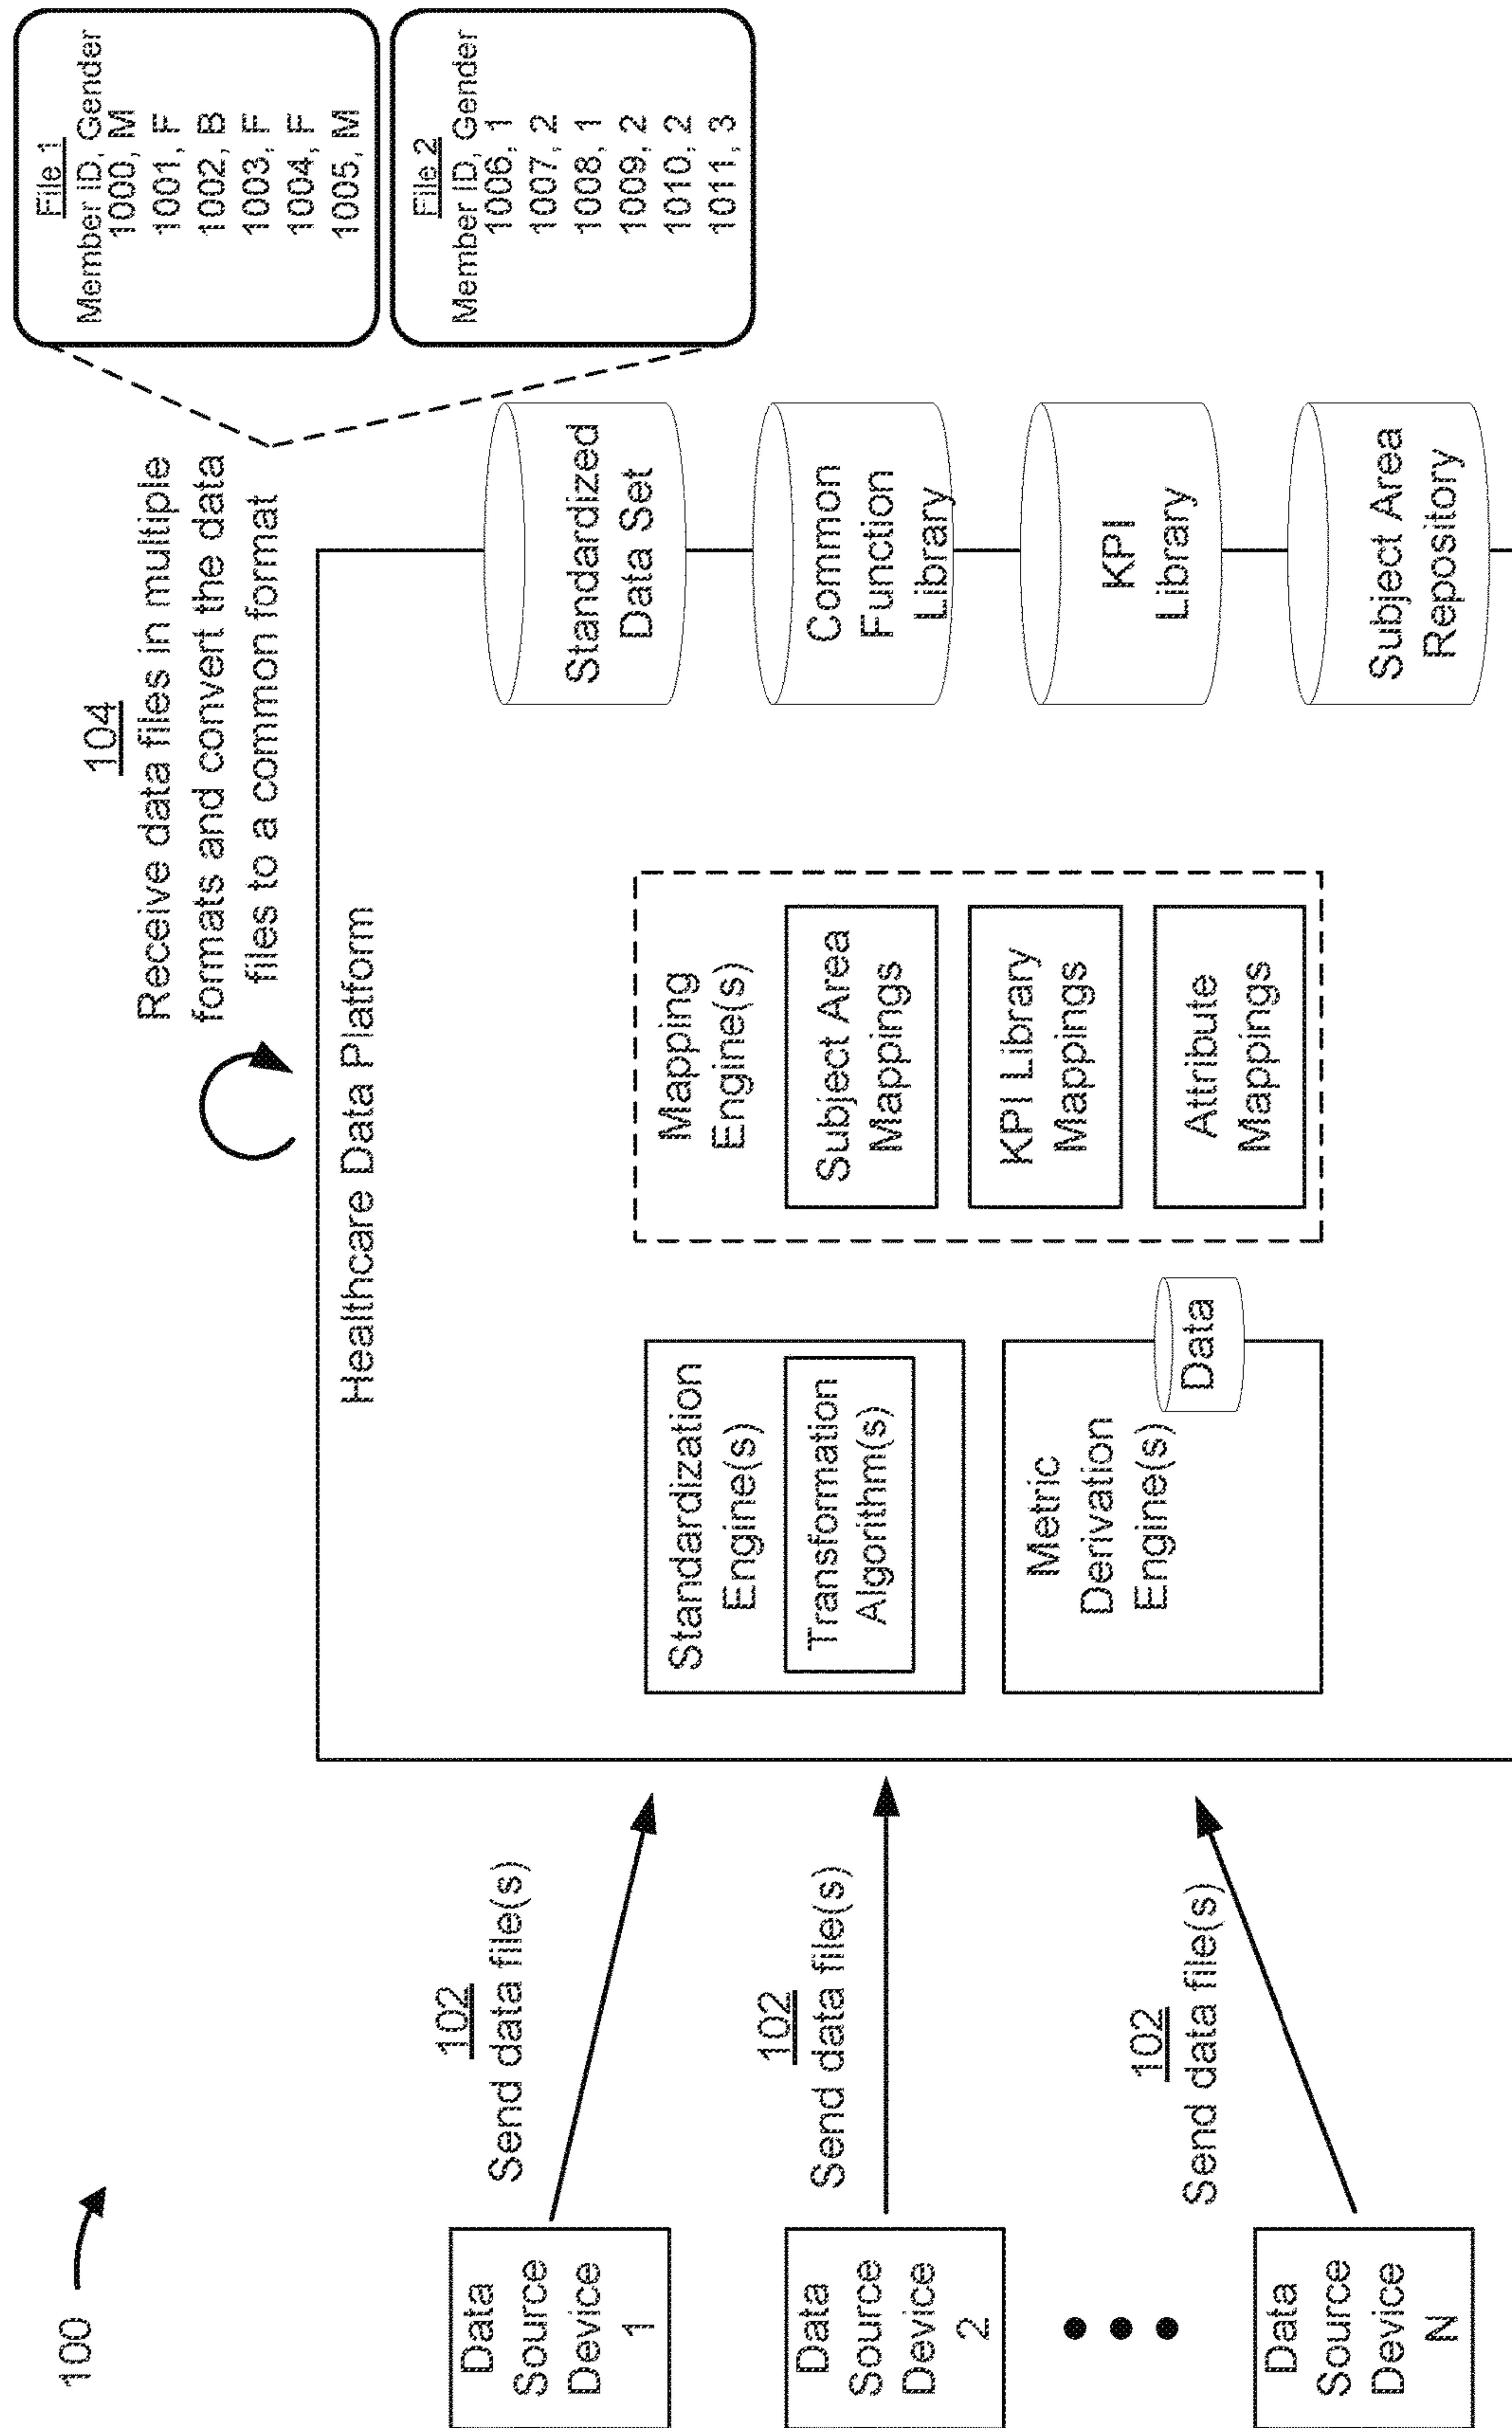 100
104
Receive data files in multiple
formats and convert the data
files to a common format
File 1
Member ID, Gender
1000, M
1001, F
1002, B
1003, F
1004, F
1005, M
File 2
Member ID, Gender
1006, 1
1007, 2
1008, 1
1009, 2
1010, 2
1011, 3
Data
Source
Device
1
102
Send data file(s)
Data
Source
Device
2
102
Send data file(s)
Data
Source
Device
N
102
Send data file(s)
Healthcare Data Platform
Standardization
Engine(s)
Transformation
Algorithm(s)
Metric
Derivation
Engine(s)
Data
Mapping
Engine(s)
Subject Area
Mappings
KPI Library
Mappings
Attribute
Mappings
Standardized
Data Set
Common
Function
Library
KPI
Library
Subject Area
Repository